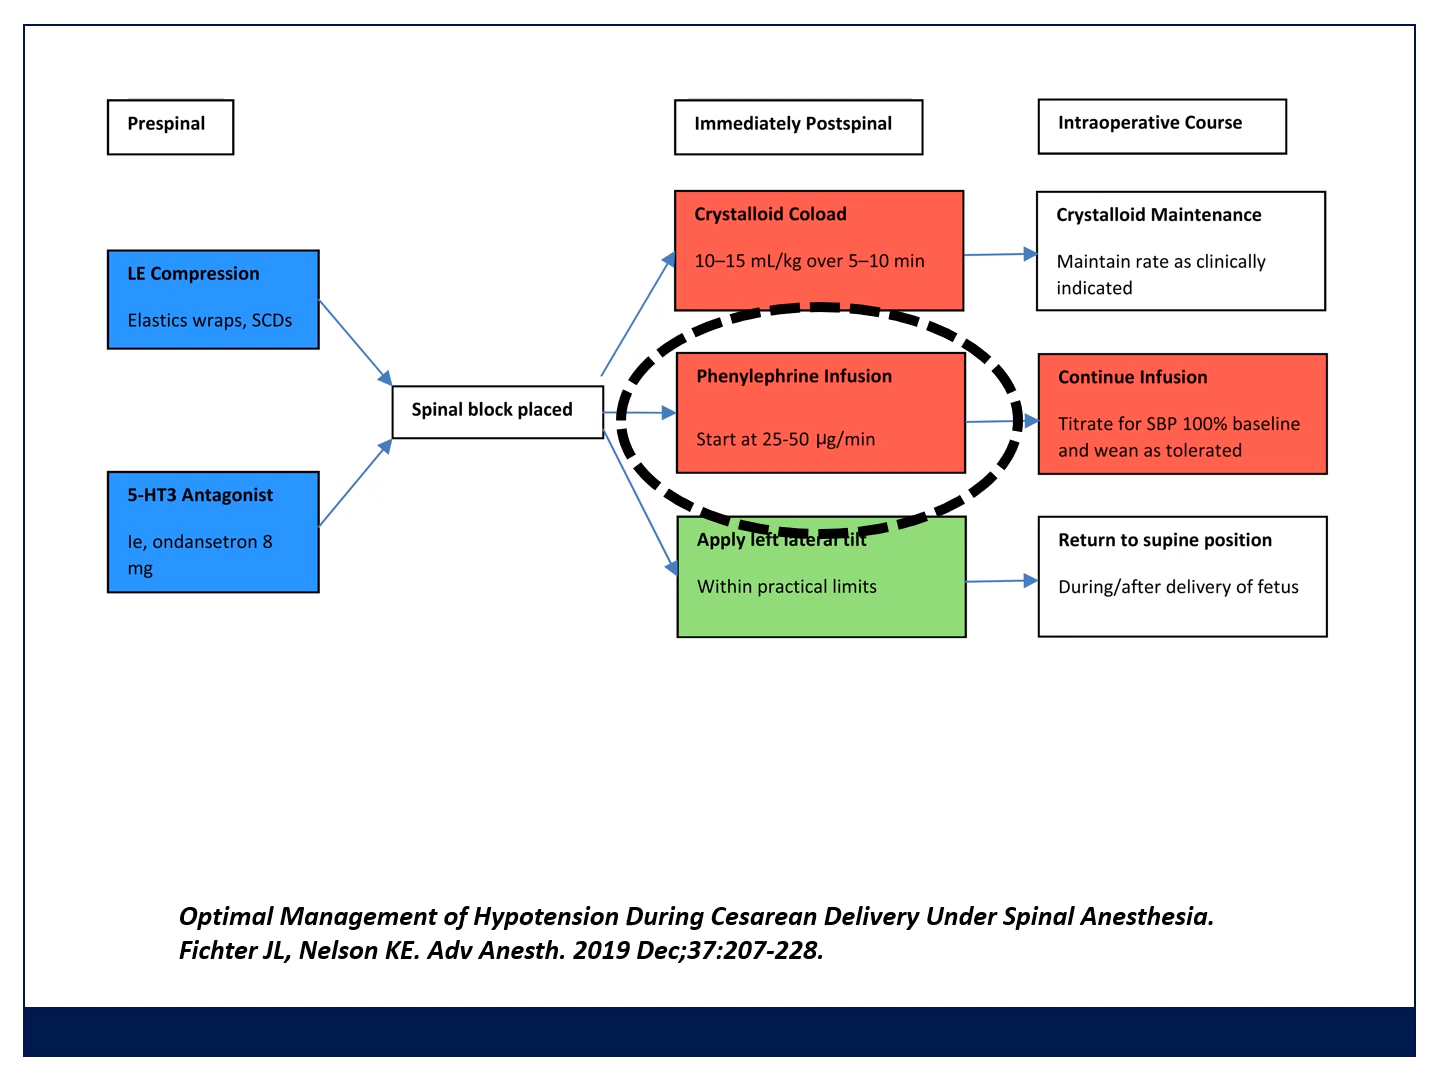 Prespinal
Immediately Postspinal
Intraoperative Course
LE Compression
Elastics wraps, SCDs
5-HT3 Antagonist
Ie, ondansetron 8
mg
Spinal block placed
Crystalloid Coload
10–15 mL/kg over 5–10 min
Crystalloid Maintenance
Maintain rate as clinically
indicated
Phenylephrine Infusion
Start at 25-50 µg/min
Continue Infusion
Titrate for SBP 100% baseline
and wean as tolerated
Apply left lateral tilt
Within practical limits
Return to supine position
During/after delivery of fetus
Optimal Management of Hypotension During Cesarean Delivery Under Spinal Anesthesia.
Fichter JL, Nelson KE. Adv Anesth. 2019 Dec;37:207-228.